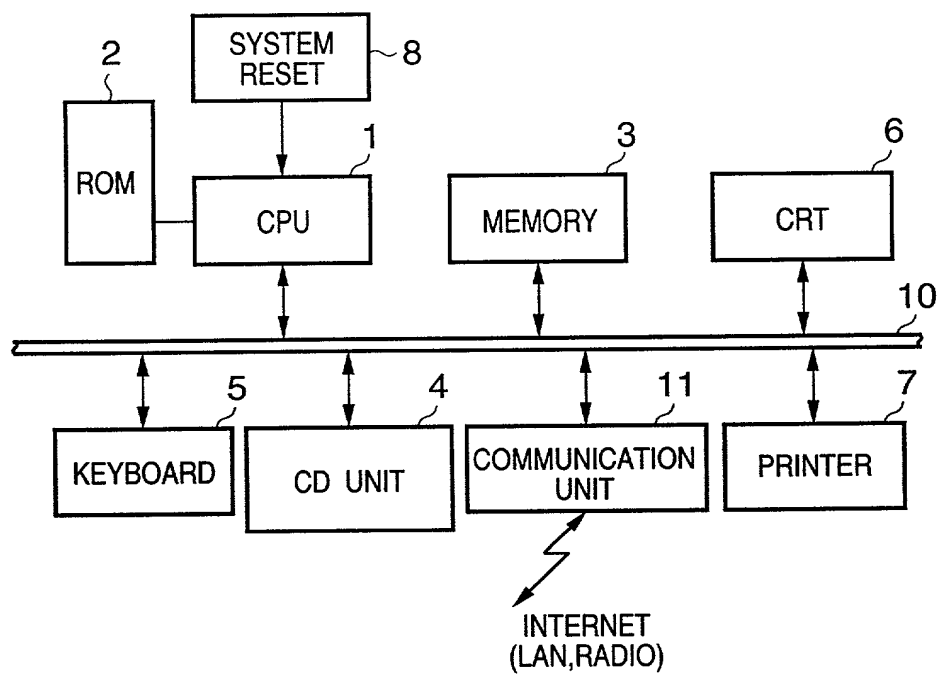 SYSTEM
RESET
8
2
ROM
1
CPU
3
MEMORY
6
CRT
10
5
KEYBOARD
4
CD UNIT
11
COMMUNICATION
UNIT
7
PRINTER
INTERNET
(LAN,RADIO)